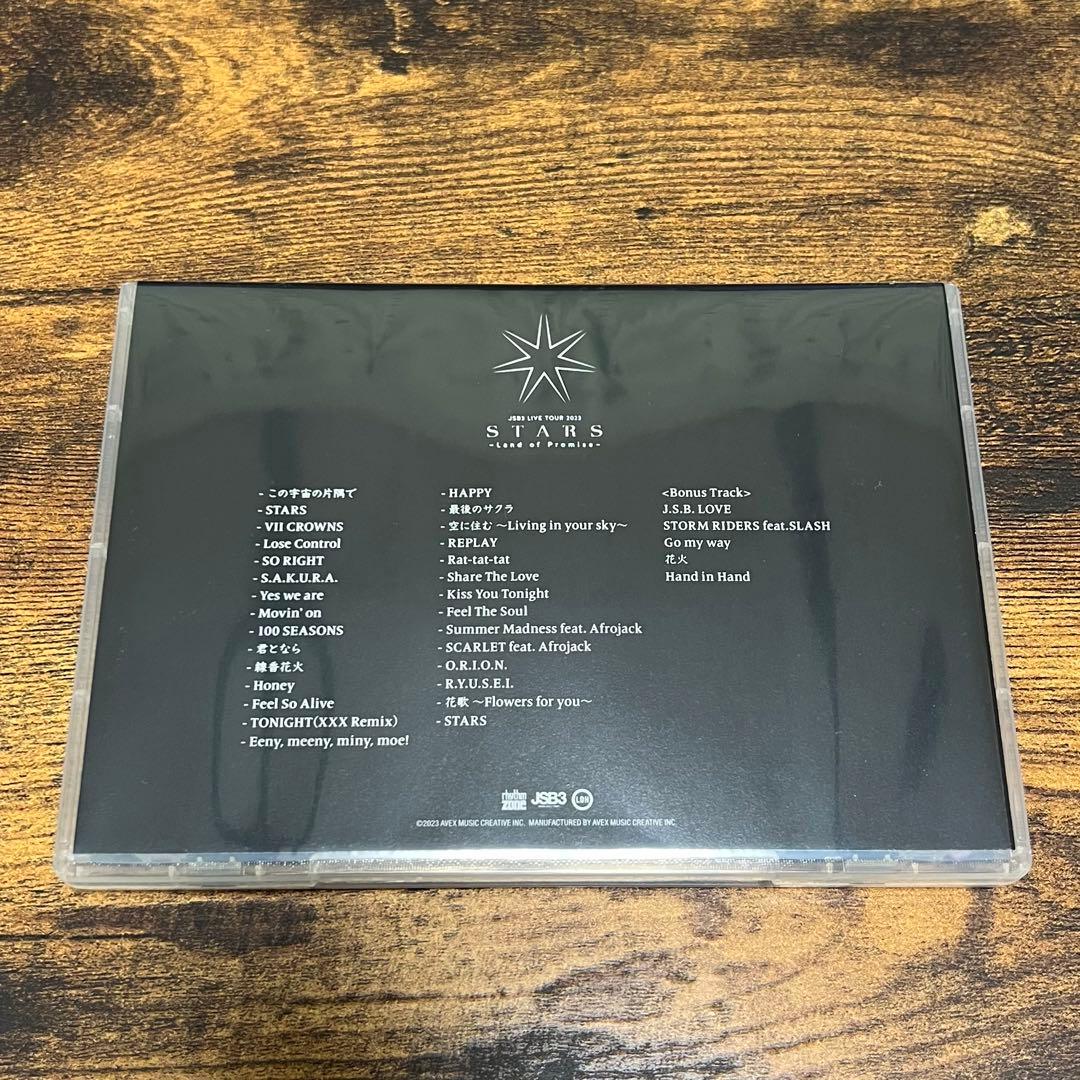 JSB3 LIVE TOUR 2023
STARS
-Land of Promise-
- この宇宙の片隅で
- STARS
- VII CROWNS
- Lose Control
- SO RIGHT
- S.A.K.U.R.A.
- Yes we are
- Movin' on
- 100 SEASONS
- 君となら
- 線香花火
- Honey
- Feel So Alive
- TONIGHT(XXX Remix)
- Eeny, meeny, miny, moe!
- HAPPY
- 最後のサクラ
- 空に住む ～Living in your sky～
- REPLAY
- Rat-tat-tat
- Share The Love
- Kiss You Tonight
- Feel The Soul
- Summer Madness feat. Afrojack
- SCARLET feat. Afrojack
- O.R.I.O.N.
- R.Y.U.S.E.I.
- 花歌 ～Flowers for you～
- STARS
<Bonus Track>
J.S.B. LOVE
STORM RIDERS feat.SLASH
Go my way
花火
Hand in Hand
rhythm zone JSB3 LDH
©2023 AVEX MUSIC CREATIVE INC. MANUFACTURED BY AVEX MUSIC CREATIVE INC.